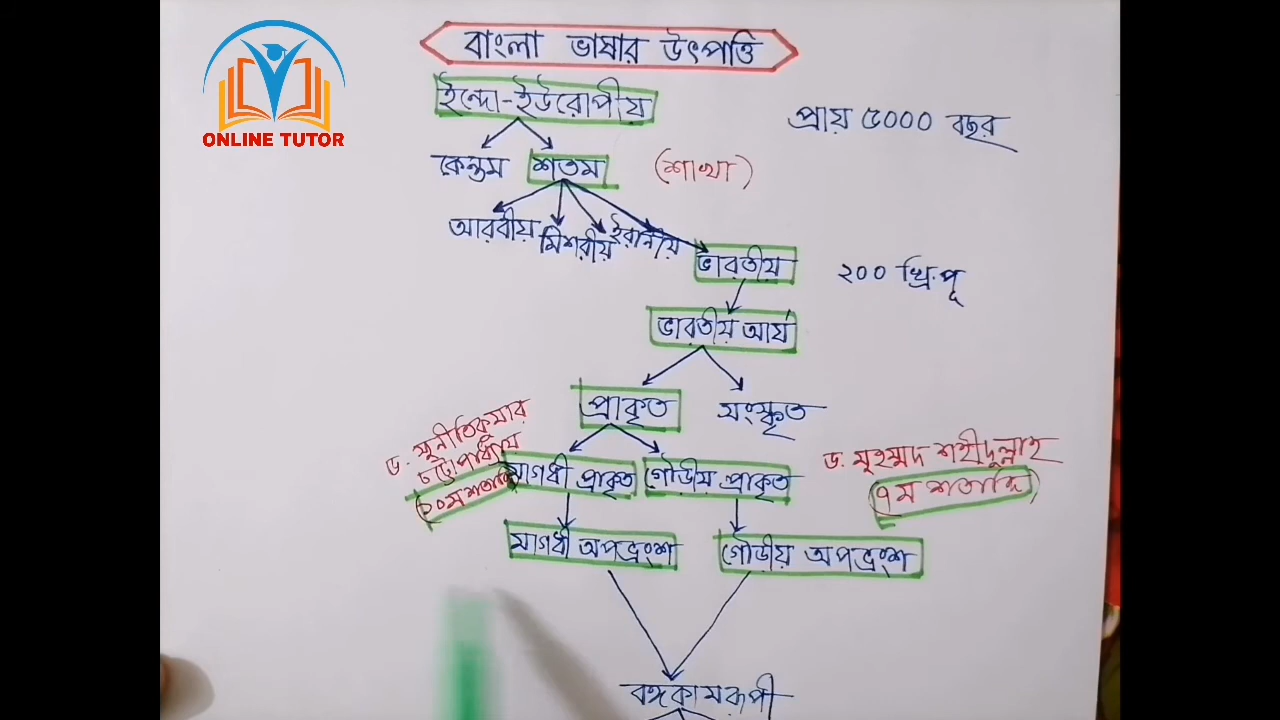 বাংলা ভাষার উৎপত্তি
ONLINE TUTOR
ইন্দো-ইউরোপীয়
প্রায় ৫০০০ বছর
কেন্তুম শতম (শাখা)
আরবীয় মিশরীয় ইরানীয় ভারতীয়
২০০ খ্রি.পূ
ভারতীয় আর্য
প্রাকৃত সংস্কৃত
ড. সুনীতিকুমার
চট্টোপাধ্যায়
(১০ম শতাব্দি)
মাগধী প্রাকৃত গৌড়ীয় প্রাকৃত
ড. মুহম্মদ শহীদুল্লাহ
(৭ম শতাব্দি)
মাগধী অপভ্রংশ গৌড়ীয় অপভ্রংশ
বঙ্গকামরূপী